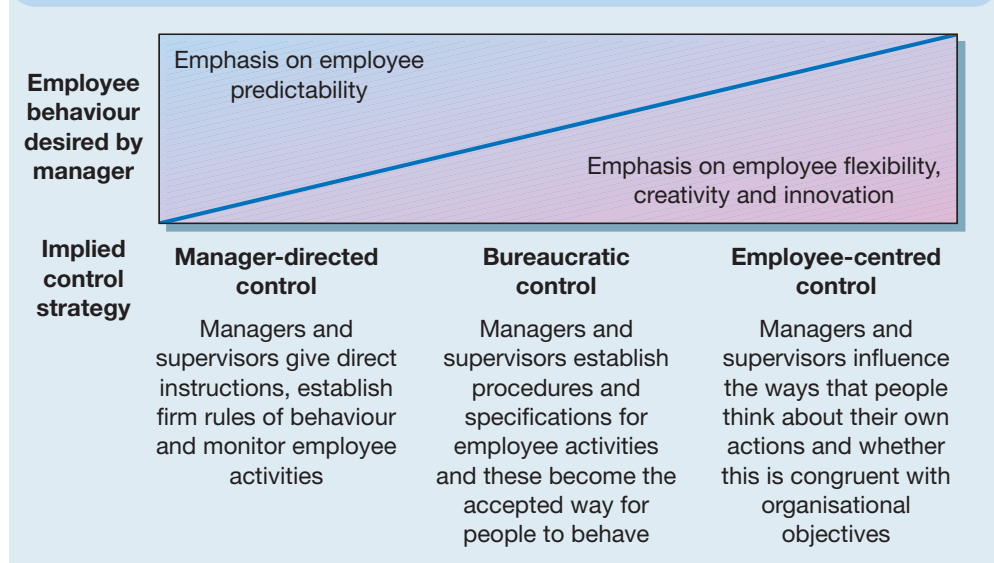 Emphasis on employee
predictability
Employee
behaviour
desired by
manager
Emphasis on employee flexibility,
creativity and innovation
Implied
control
strategy
Manager-directed
control
Managers and
supervisors give direct
instructions, establish
firm rules of behaviour
and monitor employee
activities
Bureaucratic
control
Managers and
supervisors establish
procedures and
specifications for
employee activities
and these become the
accepted way for
people to behave
Employee-centred
control
Managers and
supervisors influence
the ways that people
think about their own
actions and whether
this is congruent with
organisational
objectives